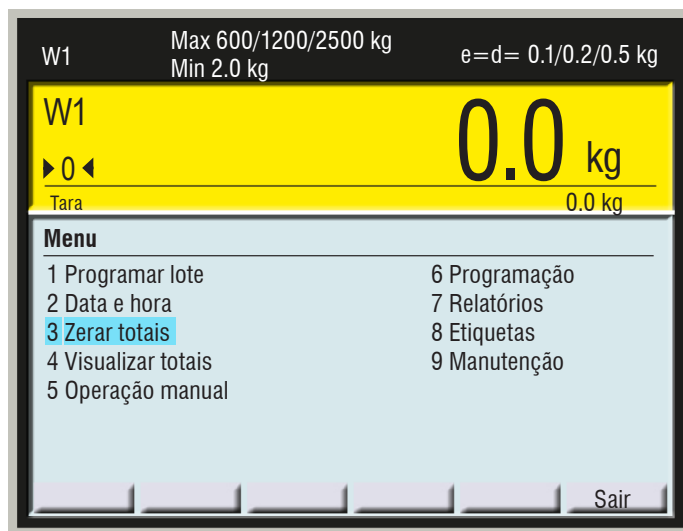 W1
Max 600/1200/2500 kg
Min 2.0 kg
e=d= 0.1/0.2/0.5 kg
W1
0.0 kg
0
Tara
0.0 kg
Menu
1 Programar lote
2 Data e hora
3 Zerar totais
4 Visualizar totais
5 Operação manual
6 Programação
7 Relatórios
8 Etiquetas
9 Manutenção
Sair